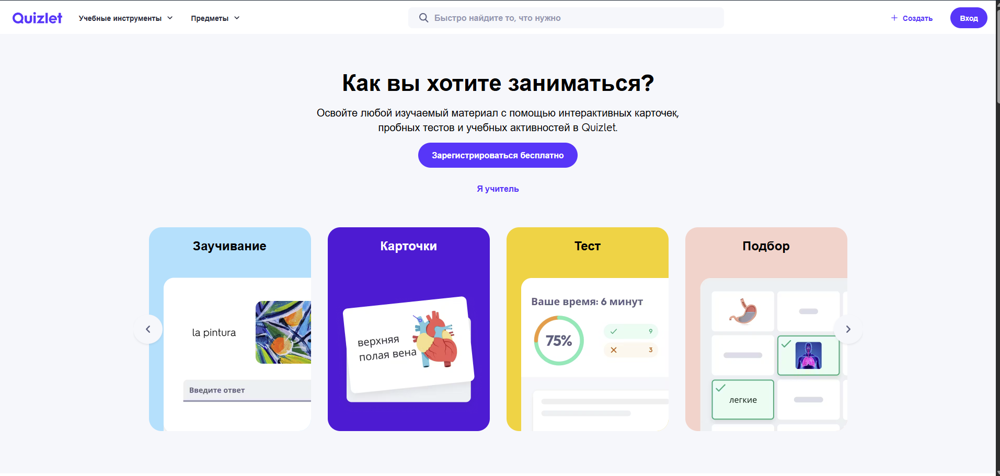 Quizlet
Учебные инструменты
Предметы
Быстро найдите то, что нужно
Создать
Вход
Как вы хотите заниматься?
Освойте любой изучаемый материал с помощью интерактивных карточек,
пробных тестов и учебных активностей в Quizlet.
Зарегистрироваться бесплатно
Я учитель
Заучивание
la pintura
Введите ответ
Карточки
верхняя
полая вена
Тест
Ваше время: 6 минут
75%
9
3
Подбор
легкие